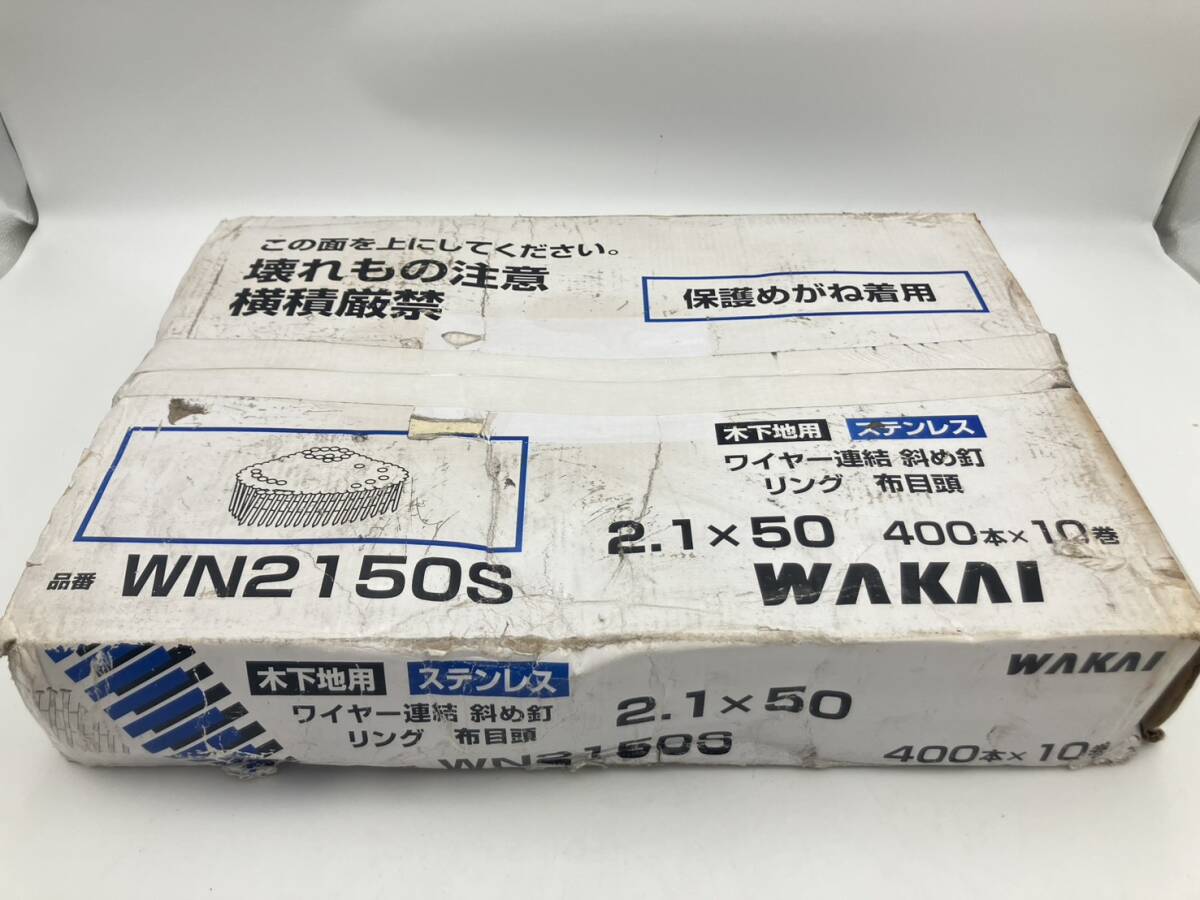 この面を上にしてください。
壊れもの注意
横積厳禁
保護めがね着用
木下地用 ステンレス
ワイヤー連結 斜め釘
リング 布目頭
2.1×50 400本×10巻
品番 WN2150S
WAKAI
WAKAI
木下地用 ステンレス
ワイヤー連結 斜め釘
リング 布目頭
2.1×50
WN2150S
400本×10巻